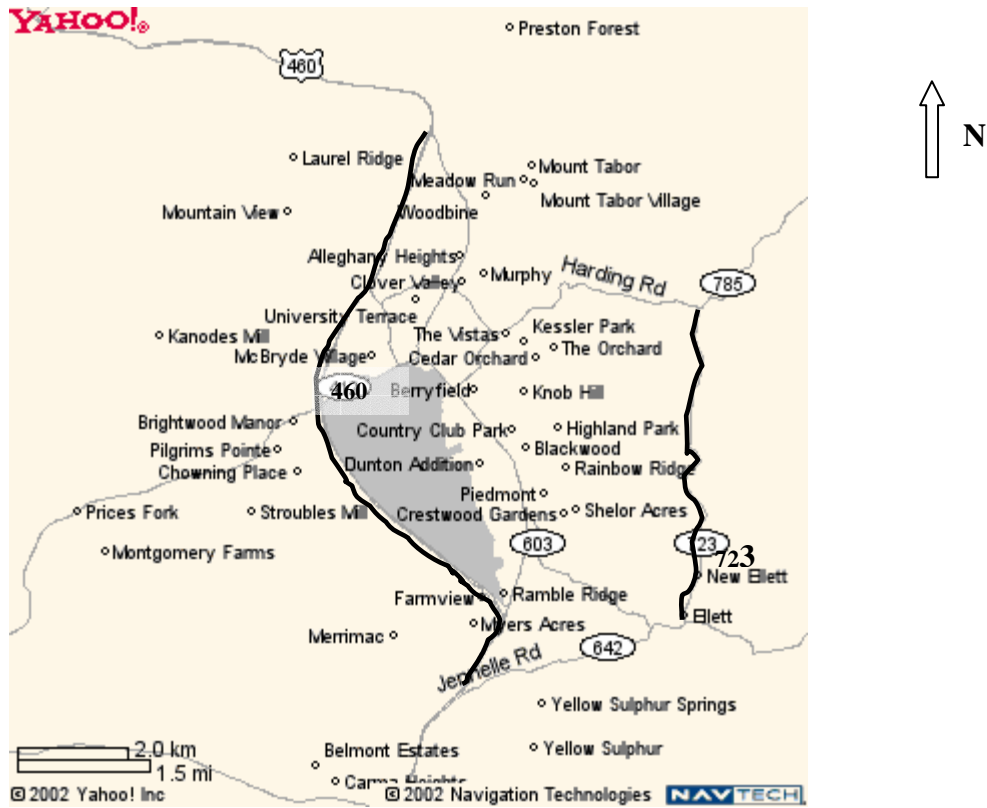 YAHOO!®
Preston Forest
460
N
Laurel Ridge
Mount Tabor
Meadow Run
Mount Tabor Village
Mountain View
Woodbine
Alleghany Heights
Murphy
Harding Rd
Clover Valley
785
University Terrace
Kessler Park
Kanodes Mill
The Vistas
The Orchard
McBryde Village
Cedar Orchard
460
Berryfield
Knob Hill
Brightwood Manor
Country Club Park
Highland Park
Pilgrims Pointe
Blackwood
Chowning Place
Dunton Addition
Rainbow Ridge
Piedmont
Prices Fork
Stroubles Mill
Crestwood Gardens
Shelor Acres
Montgomery Farms
603
723
723
New Ellett
Farmview
Ramble Ridge
Ellett
Merrimac
Myers Acres
642
Jennelle Rd
Yellow Sulphur Springs
2.0 km
Belmont Estates
Yellow Sulphur
1.5 mi
Carma Heights
© 2002 Yahoo! Inc
© 2002 Navigation Technologies
NAVTECH